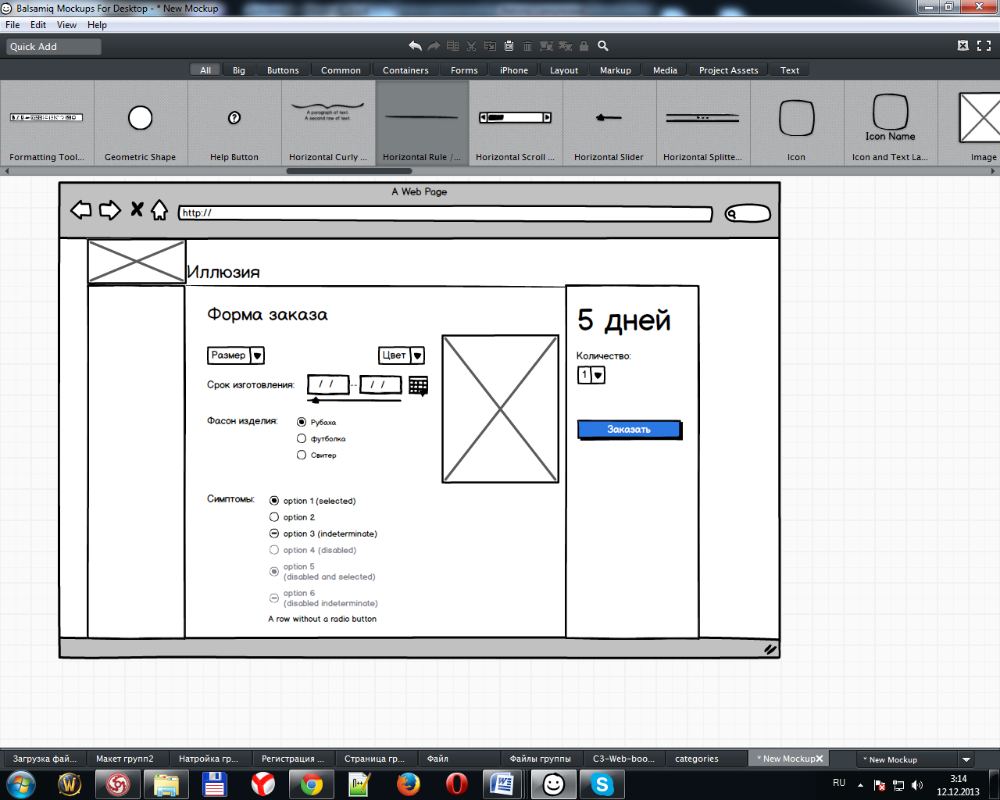 Balsamiq Mockups For Desktop - * New Mockup
File Edit View Help
Quick Add
All Big Buttons Common Containers Forms iPhone Layout Markup Media Project Assets Text
A paragraph of text.
A second row of text.
Icon Name
Formatting Tool... Geometric Shape Help Button Horizontal Curly ... Horizontal Rule /... Horizontal Scroll ... Horizontal Slider Horizontal Splitte... Icon Icon and Text La... Image
A Web Page
http://
Иллюзия
Форма заказа
5 дней
Размер Цвет
Количество:
1
Срок изготовления: / / -- / /
Фасон изделия: Рубаха
футболка
Свитер
Заказать
Симптомы: option 1 (selected)
option 2
option 3 (indeterminate)
option 4 (disabled)
option 5
(disabled and selected)
option 6
(disabled indeterminate)
A row without a radio button
Загрузка фай... Макет групп2 Натройка гр... Регистрация ... Страница гр... Файл Файлы группы C3-Web-boo... categories * New Mockup * New Mockup
RU 3:14
12.12.2013